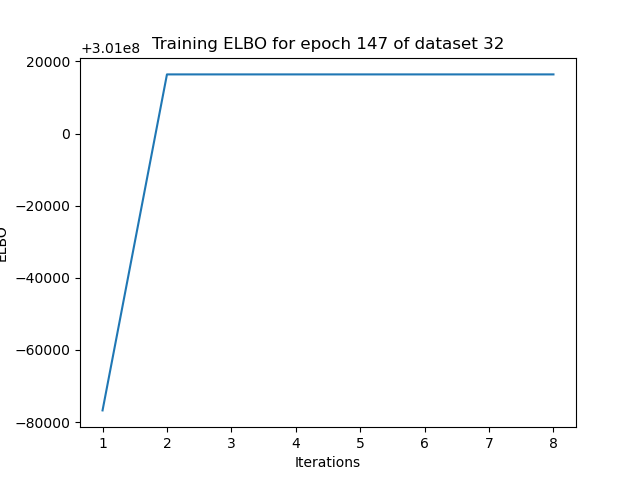 +3.01e8
Training ELBO for epoch 147 of dataset 32
20000
0
−20000
−40000
−60000
−80000
ELBO
1 2 3 4 5 6 7 8
Iterations